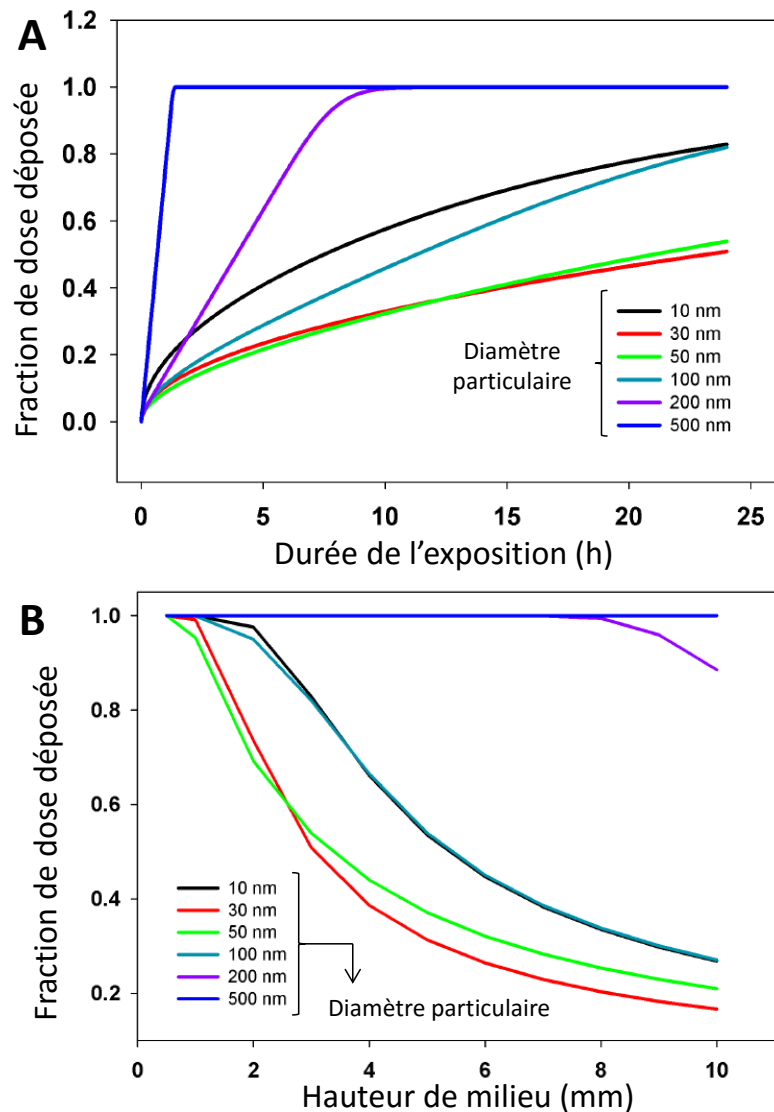 A
Fraction de dose déposée
1.2
1.0
0.8
0.6
0.4
0.2
0.0
Diamètre
particulaire
10 nm
30 nm
50 nm
100 nm
200 nm
500 nm
0 5 10 15 20 25
Durée de l’exposition (h)
B
Fraction de dose déposée
1.0
0.8
0.6
0.4
0.2
10 nm
30 nm
50 nm
100 nm
200 nm
500 nm
Diamètre particulaire
0 2 4 6 8 10
Hauteur de milieu (mm)